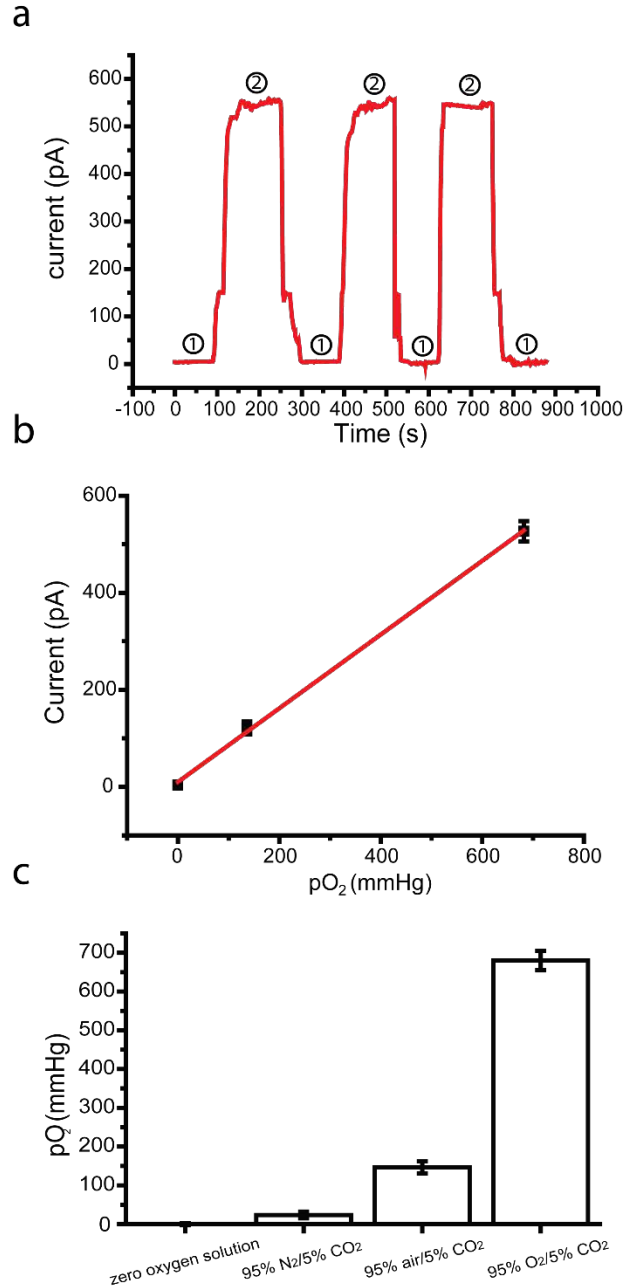 a
600
500
400
300
200
100
0
current (pA)
② ② ②
① ① ① ①
-100 0 100 200 300 400 500 600 700 800 900 1000
Time (s)
b
600
400
200
0
Current (pA)
0 200 400 600 800
pO₂ (mmHg)
c
700
600
500
400
300
200
100
0
pO₂ (mmHg)
zero oxygen solution
95% N₂/5% CO₂
95% air/5% CO₂
95% O₂/5% CO₂